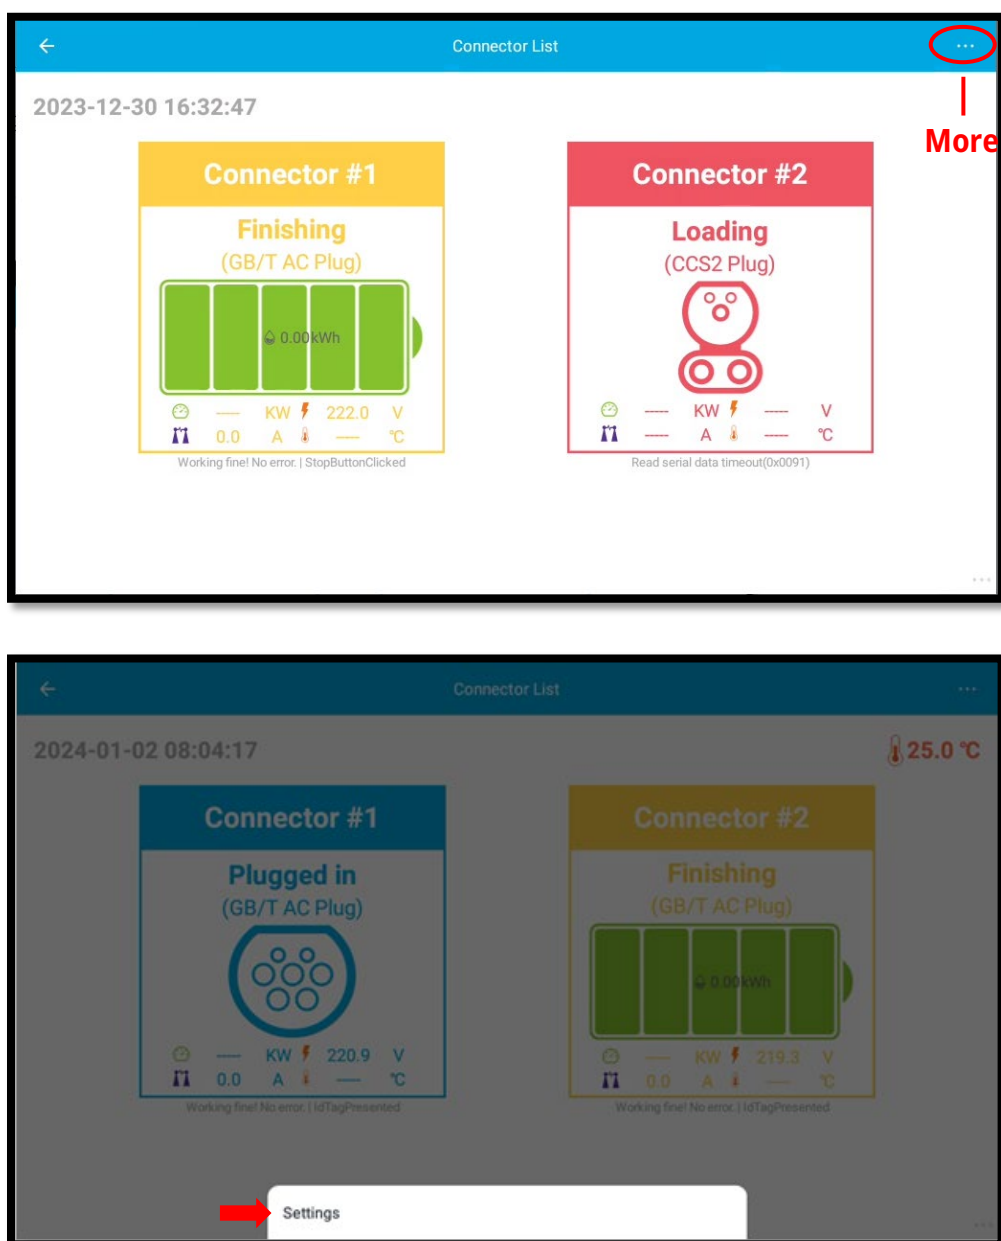 Connector List
...
2023-12-30 16:32:47
More
Connector #1
Finishing
(GB/T AC Plug)
0.00kWh
---- KW 222.0 V
0.0 A ---- °C
Working fine! No error. | StopButtonClicked
Connector #2
Loading
(CCS2 Plug)
---- KW ---- V
---- A ---- °C
Read serial data timeout(0x0091)
...
Connector List
...
2024-01-02 08:04:17
25.0 °C
Connector #1
Plugged in
(GB/T AC Plug)
---- KW 220.9 V
0.0 A ---- °C
Working fine! No error. | IdTagPresented
Connector #2
Finishing
(GB/T AC Plug)
0.00kWh
---- KW 219.3 V
0.0 A ---- °C
Working fine! No error. | IdTagPresented
Settings
...